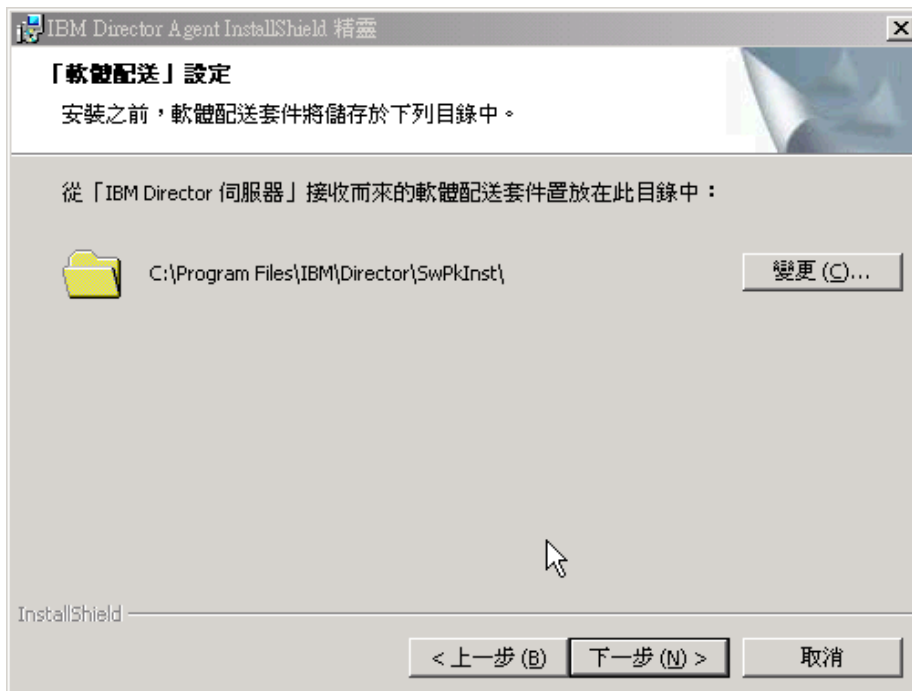 IBM Director Agent InstallShield 精靈
「軟體配送」設定
安裝之前，軟體配送套件將儲存於下列目錄中。
從「IBM Director 伺服器」接收而來的軟體配送套件置放在此目錄中：
C:\Program Files\IBM\Director\SwPkInst\
變更(C)...
InstallShield
< 上一步(B)
下一步(N) >
取消